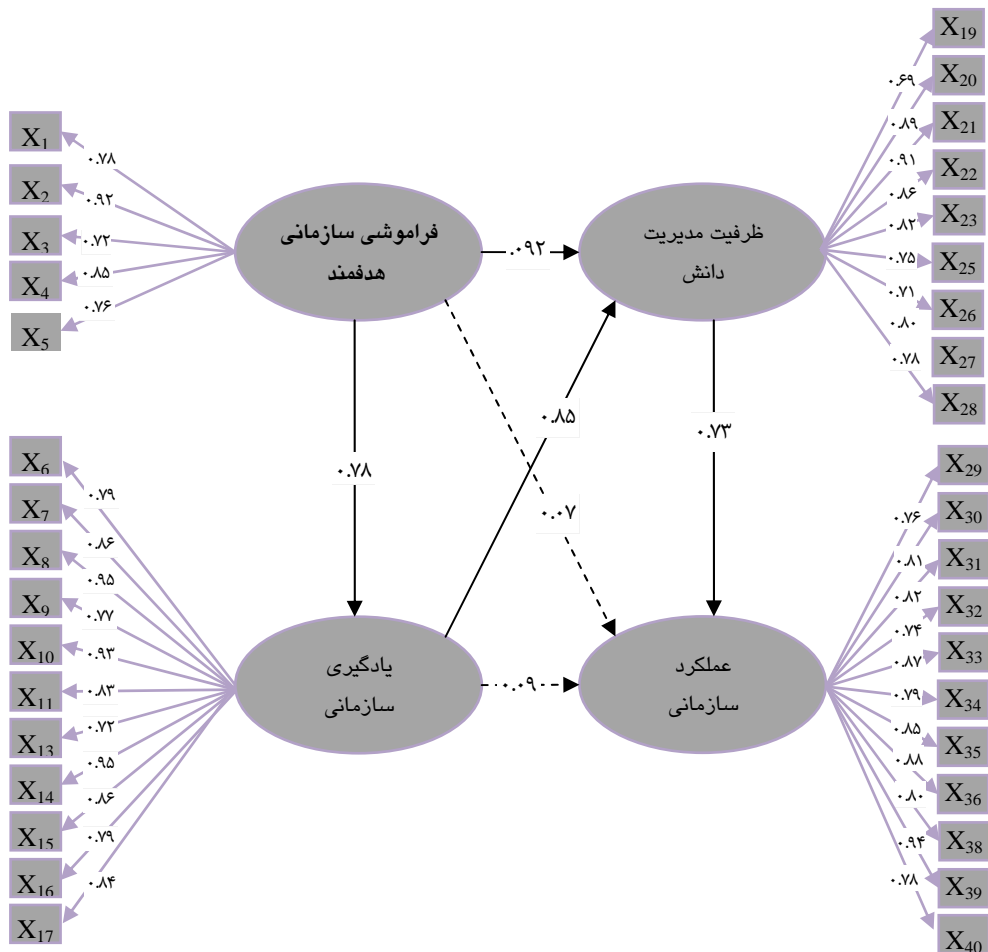 X₁
۰.۷۸
X₂
۰.۹۲
X₃
۰.۷۲
X₄
۰.۸۵
X₅
۰.۷۶
فراموشی سازمانی
هدفمند
۰.۹۲
ظرفیت مدیریت
دانش
X₁₉
۰.۶۹
X₂₀
۰.۸۹
X₂₁
۰.۹۱
X₂₂
۰.۸۶
X₂₃
۰.۸۲
X₂₅
۰.۷۵
X₂₆
۰.۷۱
X₂₇
۰.۸۰
X₂₈
۰.۷۸
۰.۷۸
۰.۸۵
۰.۰۷
۰.۷۳
X₆
۰.۷۹
X₇
۰.۸۶
X₈
۰.۹۵
X₉
۰.۷۷
X₁₀
۰.۹۳
X₁₁
۰.۸۳
X₁₃
۰.۷۲
X₁₄
۰.۹۵
X₁₅
۰.۸۶
X₁₆
۰.۷۹
X₁₇
۰.۸۴
یادگیری
سازمانی
۰.۰۹
عملکرد
سازمانی
X₂₉
۰.۷۶
X₃₀
۰.۸۱
X₃₁
۰.۸۲
X₃₂
۰.۷۴
X₃₃
۰.۸۷
X₃₄
۰.۷۹
X₃₅
۰.۸۵
X₃₆
۰.۸۸
X₃₈
۰.۸۰
X₃₉
۰.۹۴
X₄₀
۰.۷۸